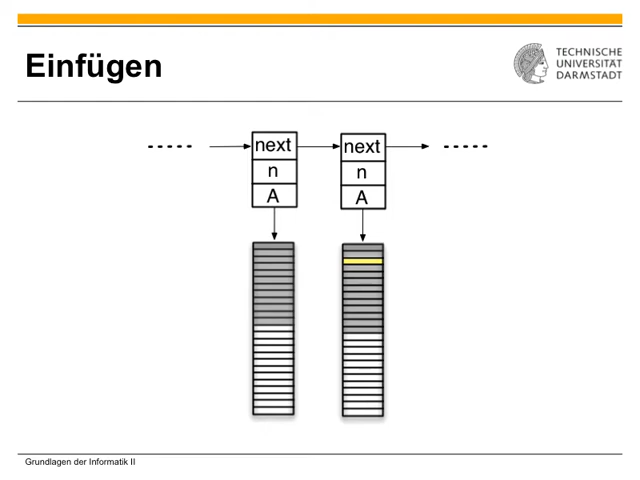 Einfügen
TECHNISCHE
UNIVERSITÄT
DARMSTADT
next
next
n
n
A
A
Grundlagen der Informatik II